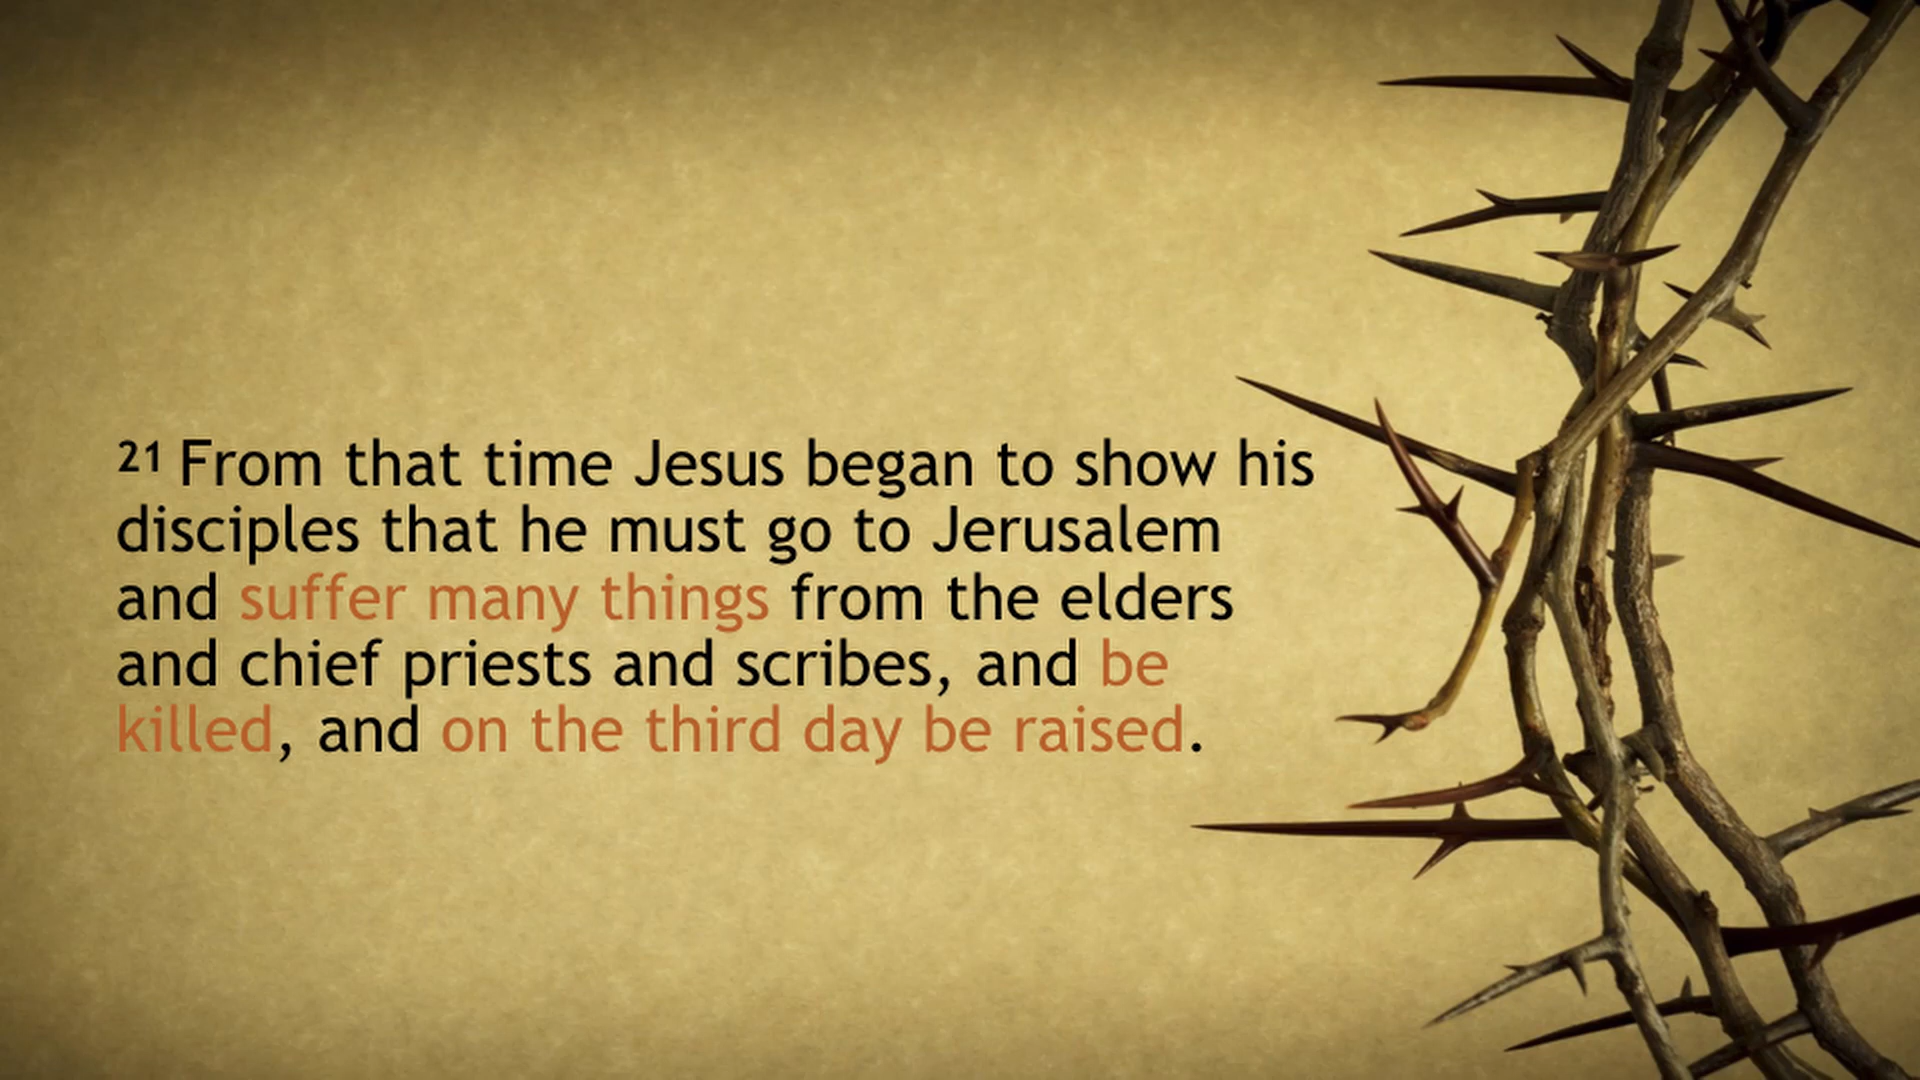 21 From that time Jesus began to show his
disciples that he must go to Jerusalem
and suffer many things from the elders
and chief priests and scribes, and be
killed, and on the third day be raised.